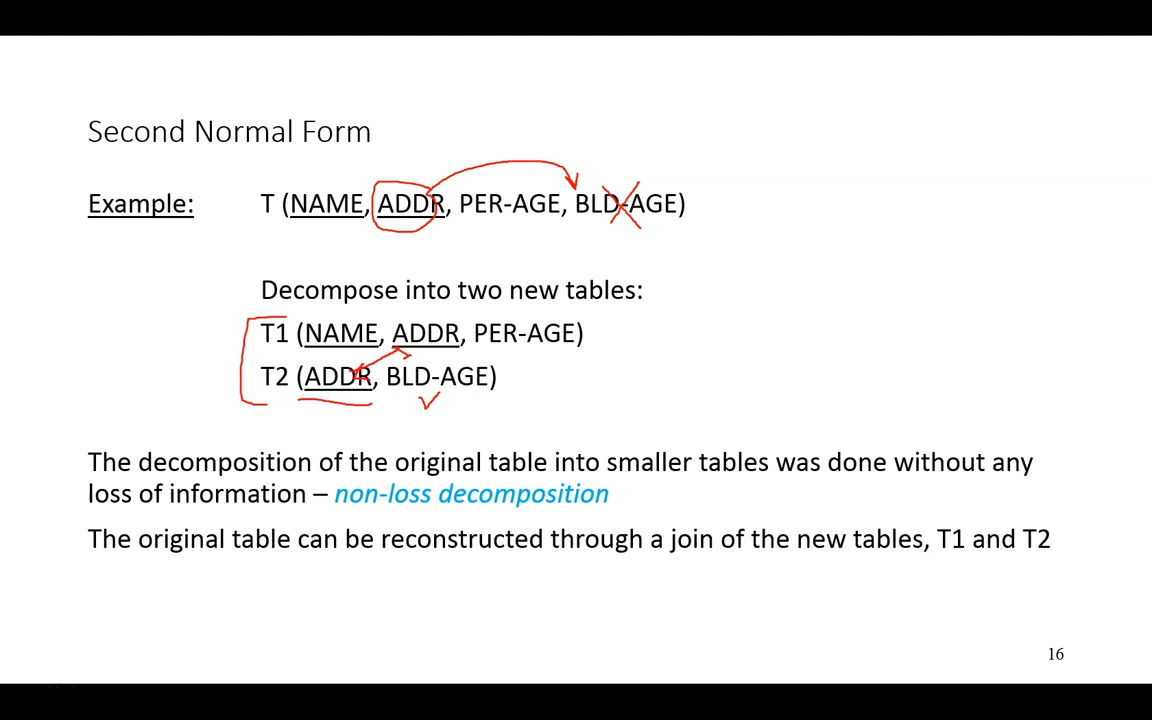 Second Normal Form
Example: T (NAME, ADDR, PER-AGE, BLD-AGE)
Decompose into two new tables:
T1 (NAME, ADDR, PER-AGE)
T2 (ADDR, BLD-AGE)
The decomposition of the original table into smaller tables was done without any
loss of information – non-loss decomposition
The original table can be reconstructed through a join of the new tables, T1 and T2
16